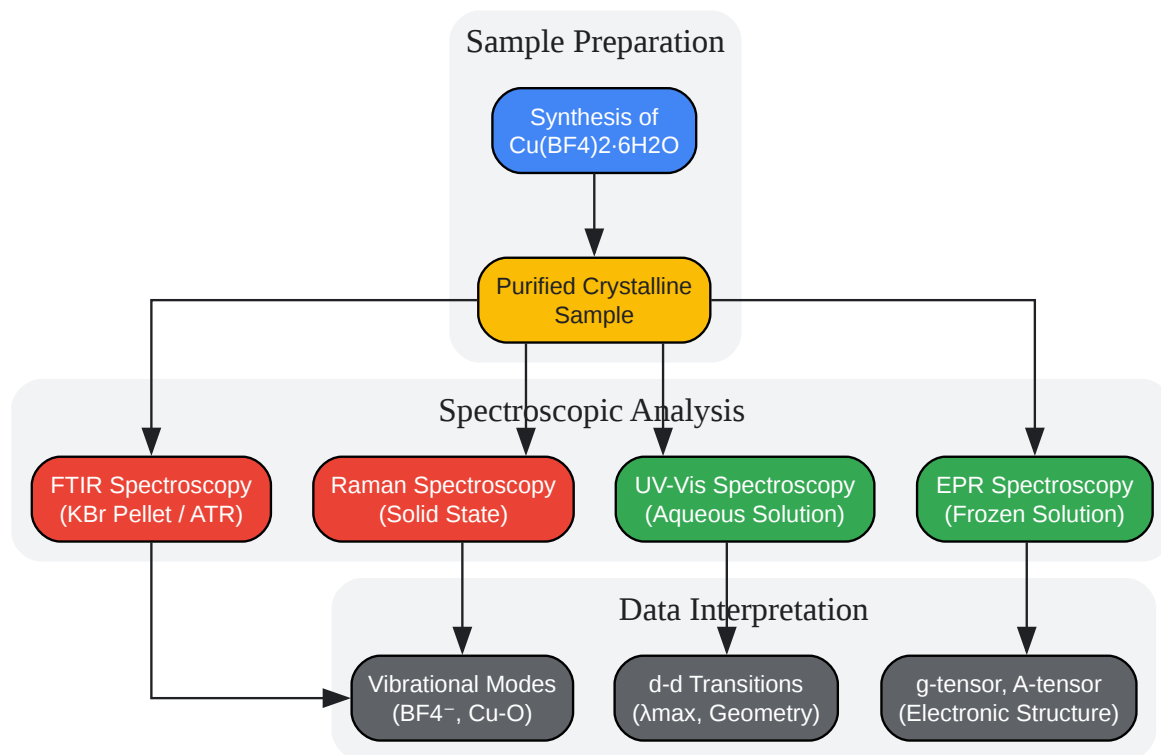 Sample Preparation
Synthesis of
Cu(BF4)2·6H2O
Purified Crystalline
Sample
Spectroscopic Analysis
FTIR Spectroscopy
(KBr Pellet / ATR)
Raman Spectroscopy
(Solid State)
UV-Vis Spectroscopy
(Aqueous Solution)
EPR Spectroscopy
(Frozen Solution)
Data Interpretation
Vibrational Modes
(BF4⁻, Cu-O)
d-d Transitions
(λmax, Geometry)
g-tensor, A-tensor
(Electronic Structure)